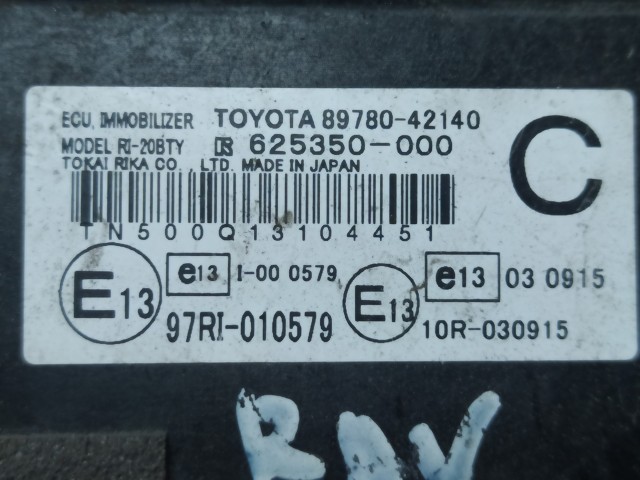 ECU, IMMOBILIZER TOYOTA 89780-42140
MODEL RI-20BTY 625350-000
TOKAI RIKA CO., LTD. MADE IN JAPAN
C
TN500Q13104451
E13 e13 I-00 0579
97RI-010579
E13 e13 03 0915
10R-030915